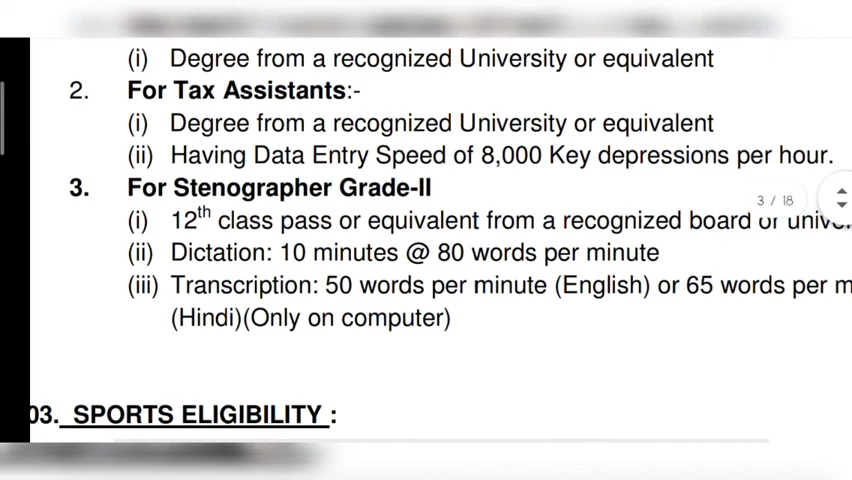 (i) Degree from a recognized University or equivalent
2. For Tax Assistants:-
(i) Degree from a recognized University or equivalent
(ii) Having Data Entry Speed of 8,000 Key depressions per hour.
3. For Stenographer Grade-II
3 / 18
(i) 12th class pass or equivalent from a recognized board or
(ii) Dictation: 10 minutes @ 80 words per minute
(iii) Transcription: 50 words per minute (English) or 65 words per m
(Hindi)(Only on computer)
03. SPORTS ELIGIBILITY :